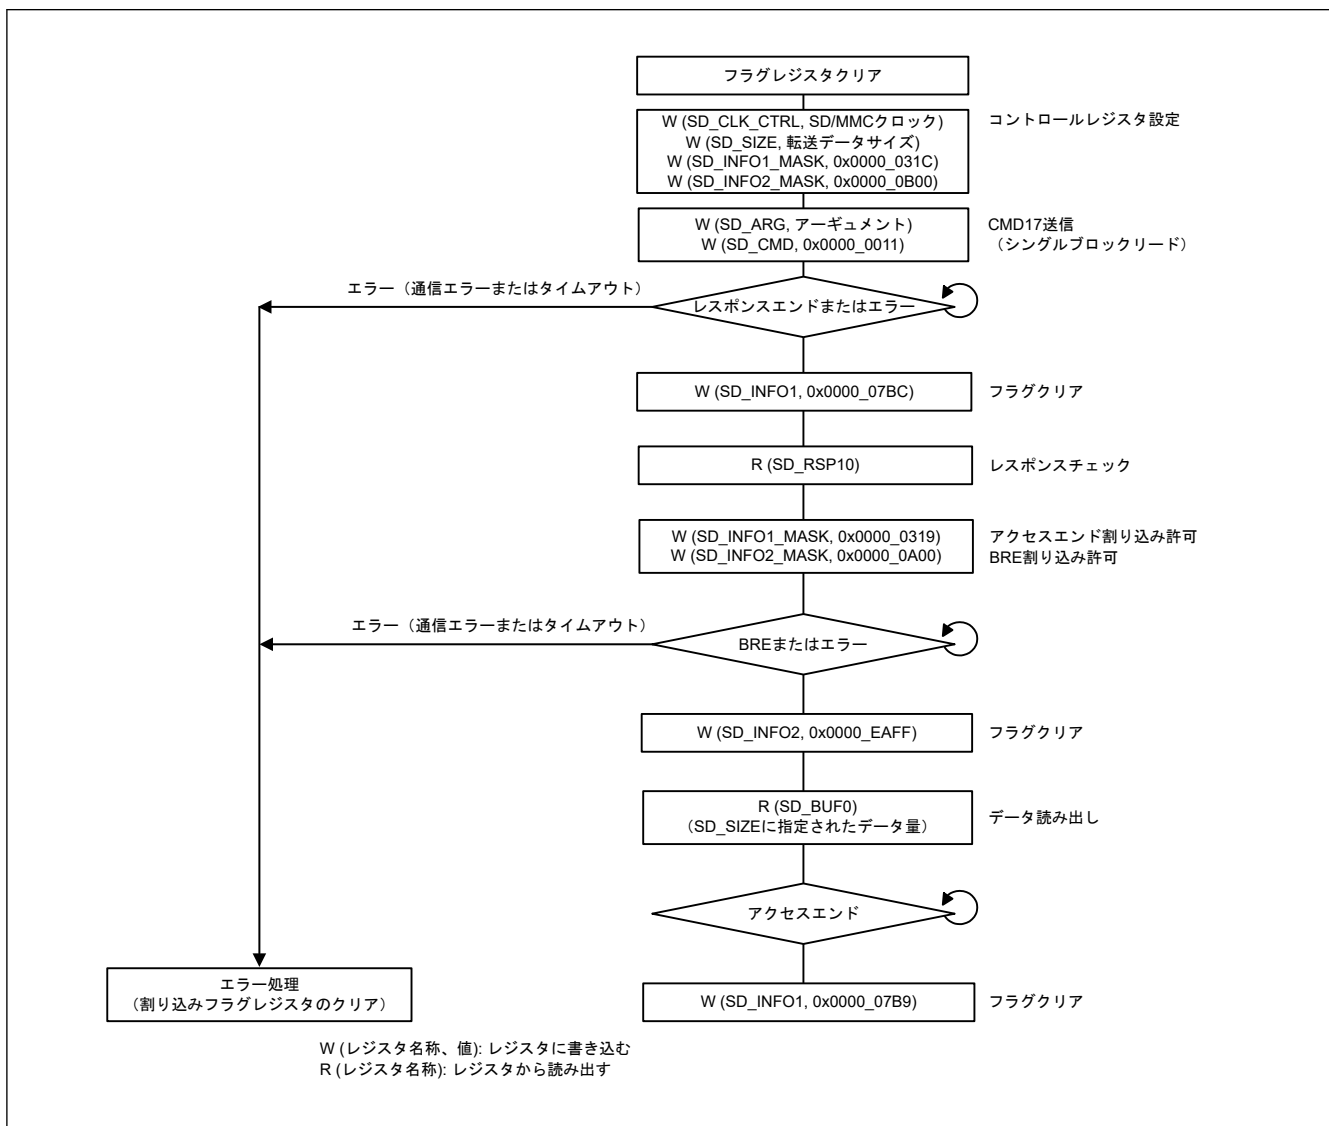 フラグレジスタクリア
W (SD_CLK_CTRL, SD/MMCクロック)
W (SD_SIZE, 転送データサイズ)
W (SD_INFO1_MASK, 0x0000_031C)
W (SD_INFO2_MASK, 0x0000_0B00)
コントロールレジスタ設定
W (SD_ARG, アーギュメント)
W (SD_CMD, 0x0000_0011)
CMD17送信
（シングルブロックリード）
エラー（通信エラーまたはタイムアウト）
レスポンスエンドまたはエラー
W (SD_INFO1, 0x0000_07BC)
フラグクリア
R (SD_RSP10)
レスポンスチェック
W (SD_INFO1_MASK, 0x0000_0319)
W (SD_INFO2_MASK, 0x0000_0A00)
アクセスエンド割り込み許可
BRE割り込み許可
エラー（通信エラーまたはタイムアウト）
BREまたはエラー
W (SD_INFO2, 0x0000_EAFF)
フラグクリア
R (SD_BUF0)
（SD_SIZEに指定されたデータ量）
データ読み出し
アクセスエンド
エラー処理
（割り込みフラグレジスタのクリア）
W (SD_INFO1, 0x0000_07B9)
フラグクリア
W (レジスタ名称、値): レジスタに書き込む
R (レジスタ名称): レジスタから読み出す